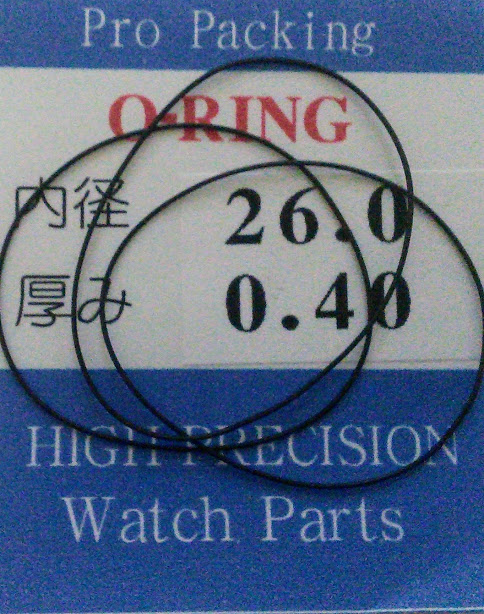 Pro Packing
O-RING
内径 26.0
厚み 0.40
HIGH PRECISION
Watch Parts